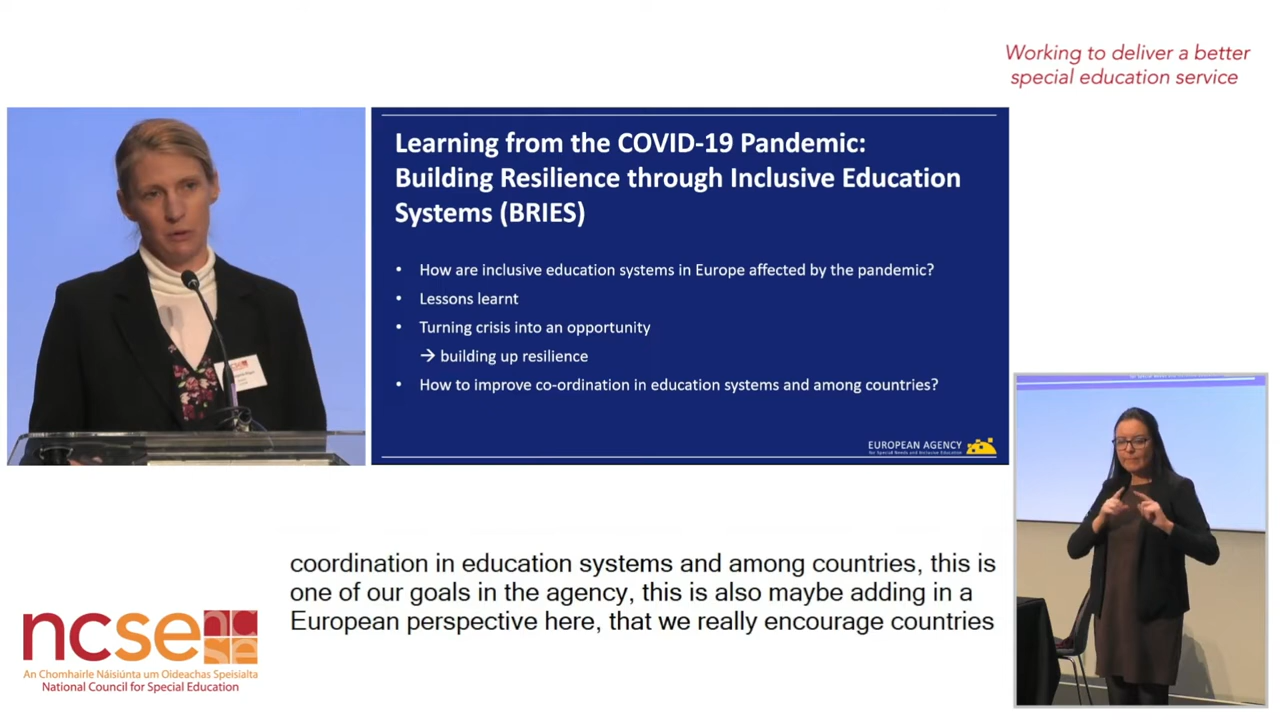 Working to deliver a better
special education service
Learning from the COVID-19 Pandemic:
Building Resilience through Inclusive Education
Systems (BRIES)
• How are inclusive education systems in Europe affected by the pandemic?
• Lessons learnt
• Turning crisis into an opportunity
→ building up resilience
• How to improve co-ordination in education systems and among countries?
EUROPEAN AGENCY
for Special Needs and Inclusive Education
coordination in education systems and among countries, this is
one of our goals in the agency, this is also maybe adding in a
European perspective here, that we really encourage countries
ncse nc
se
An Chomhairle Náisiúnta um Oideachas Speisialta
National Council for Special Education